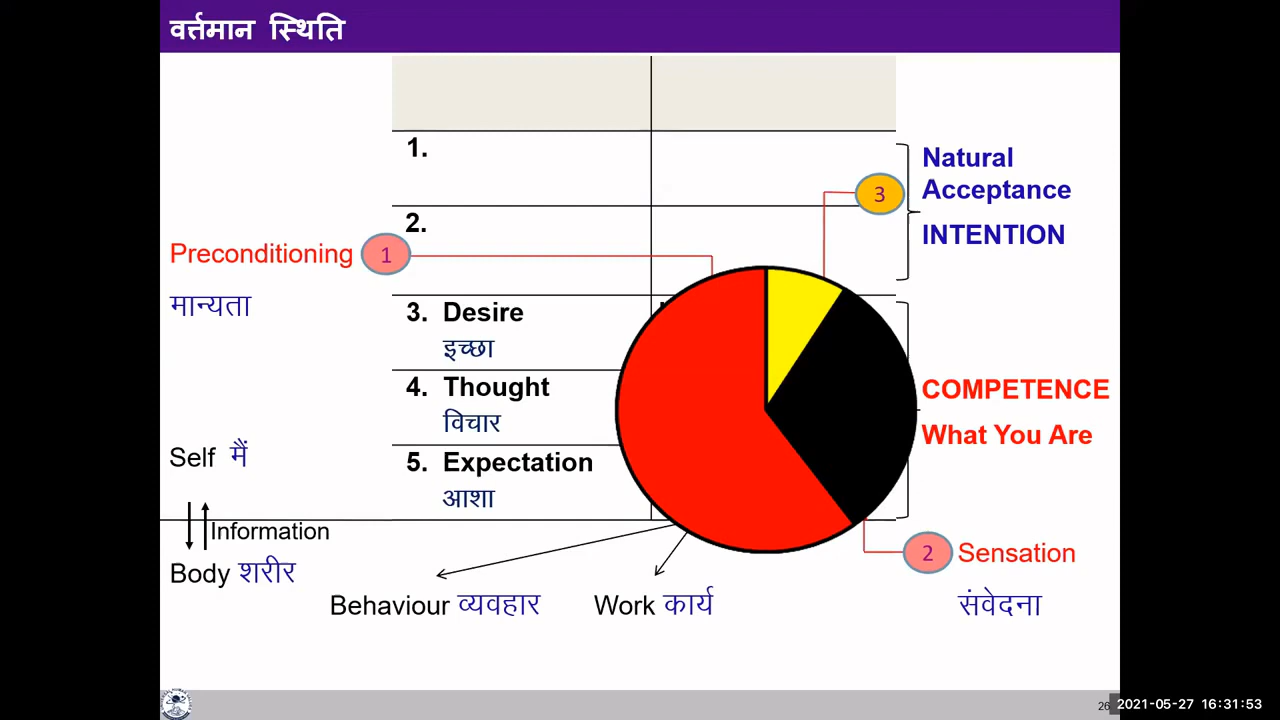 वर्त्तमान स्थिति
1.
Natural
Acceptance
3
INTENTION
2.
Preconditioning 1
मान्यता
3. Desire
इच्छा
4. Thought
विचार
COMPETENCE
What You Are
Self मैं
5. Expectation
आशा
Information
Body शरीर
2 Sensation
संवेदना
Behaviour व्यवहार
Work कार्य
26
2021-05-27 16:31:53